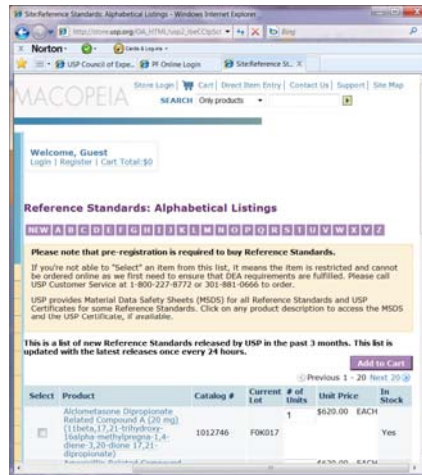 Site:Reference Standards: Alphabetical Listings - Windows Internet Explorer
Norton Cards & Log-ins
USP Council of Expe... PF Online Login Site:Reference St... X
Store Login | Cart | Direct Item Entry | Contact Us | Support | Site Map
MACOPEIA
SEARCH Only products
Welcome, Guest
Login | Register | Cart Total:$0
Reference Standards: Alphabetical Listings
NEW A B C D E F G H I J K L M N O P Q R S T U V W X Y Z
Please note that pre-registration is required to buy Reference Standards.
If you're not able to "Select" an item from this list, it means the item is restricted and cannot
be ordered online as we first need to ensure that DEA requirements are fulfilled. Please call
USP Customer Service at 1-800-227-8772 or 301-881-0666 to order.
USP provides Material Data Safety Sheets (MSDS) for all Reference Standards and USP
Certificates for some Reference Standards. Click on any product description to access the MSDS
and the USP Certificate, if available.
This is a list of new Reference Standards released by USP in the past 3 months. This list is
updated with the latest releases once every 24 hours.
Add to Cart
Previous 1 - 20 Next 20
Select Product Catalog # Current Lot # of Units Unit Price In Stock
Alclometasone Dipropionate
Related Compound A (20 mg)
(11beta,17,21-trihydroxy-
16alpha-methylpregna-1,4-
diene-3,20-dione 17,21-
dipropionate)
1012746 F0K017 1 $620.00 EACH Yes
Related Compound $620.00 EACH